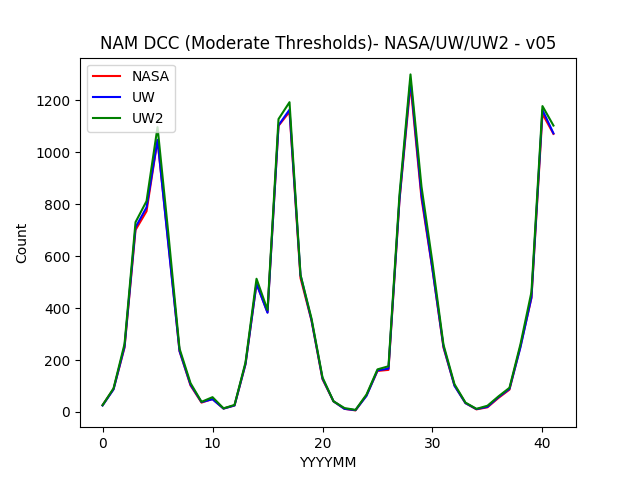 NAM DCC (Moderate Thresholds)- NASA/UW/UW2 - v05
NASA
UW
UW2
1200
1000
800
600
400
200
0
Count
0 10 20 30 40
YYYYMM